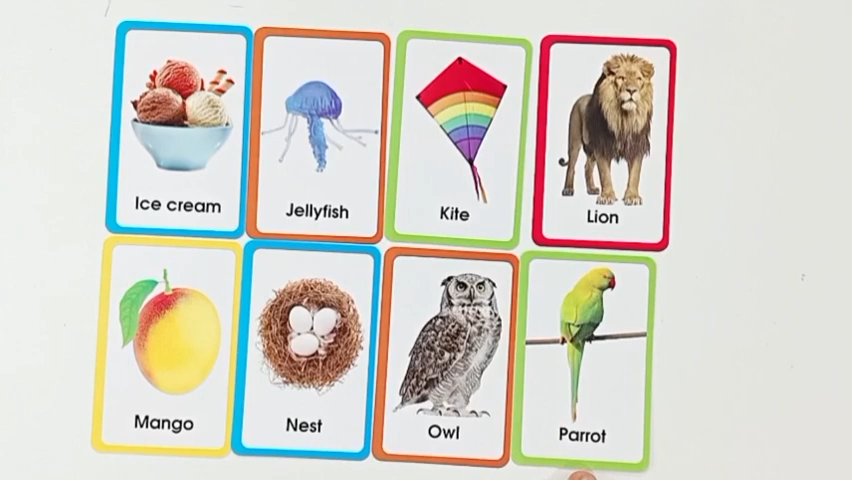 Ice cream
Jellyfish
Kite
Lion
Mango
Nest
Owl
Parrot